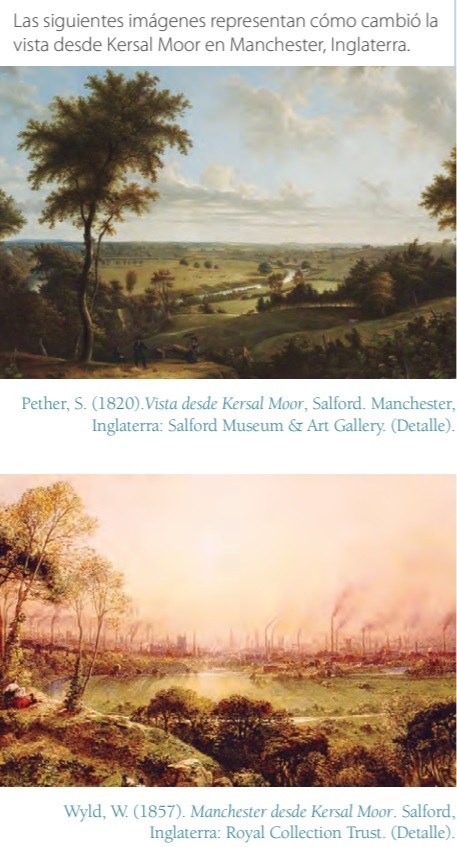 Las siguientes imágenes representan cómo cambió la
vista desde Kersal Moor en Manchester, Inglaterra.
Pether, S. (1820).Vista desde Kersal Moor, Salford. Manchester,
Inglaterra: Salford Museum & Art Gallery. (Detalle).
Wyld, W. (1857). Manchester desde Kersal Moor. Salford,
Inglaterra: Royal Collection Trust. (Detalle).